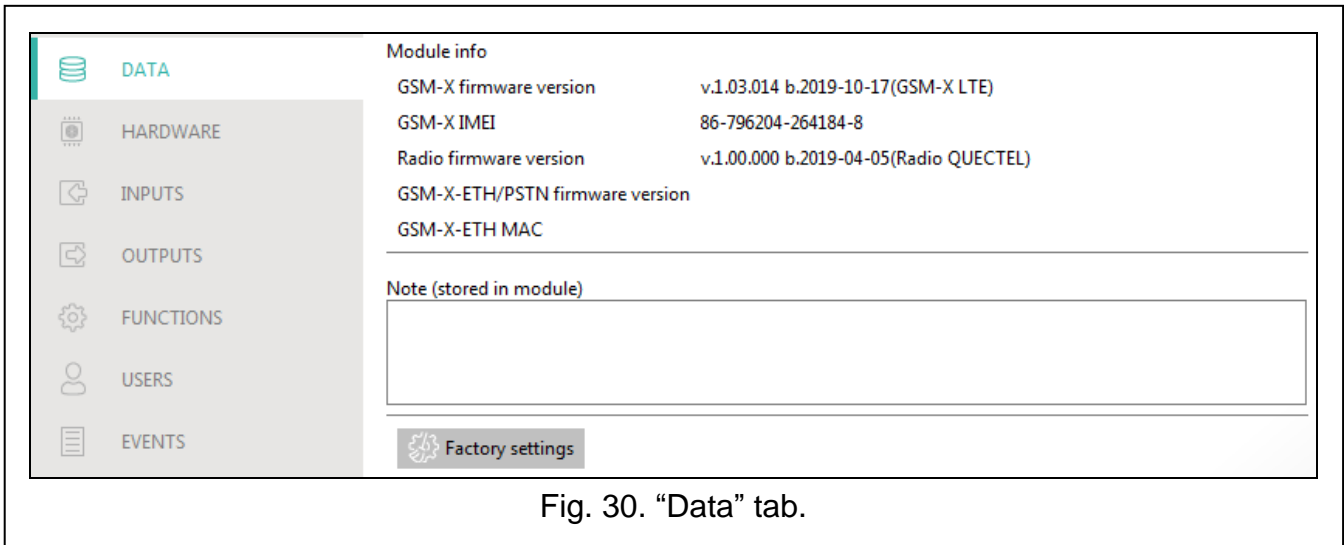 DATA
HARDWARE
INPUTS
OUTPUTS
FUNCTIONS
USERS
EVENTS
Module info
GSM-X firmware version v.1.03.014 b.2019-10-17(GSM-X LTE)
GSM-X IMEI 86-796204-264184-8
Radio firmware version v.1.00.000 b.2019-04-05(Radio QUECTEL)
GSM-X-ETH/PSTN firmware version
GSM-X-ETH MAC
Note (stored in module)
Factory settings
Fig. 30. “Data” tab.